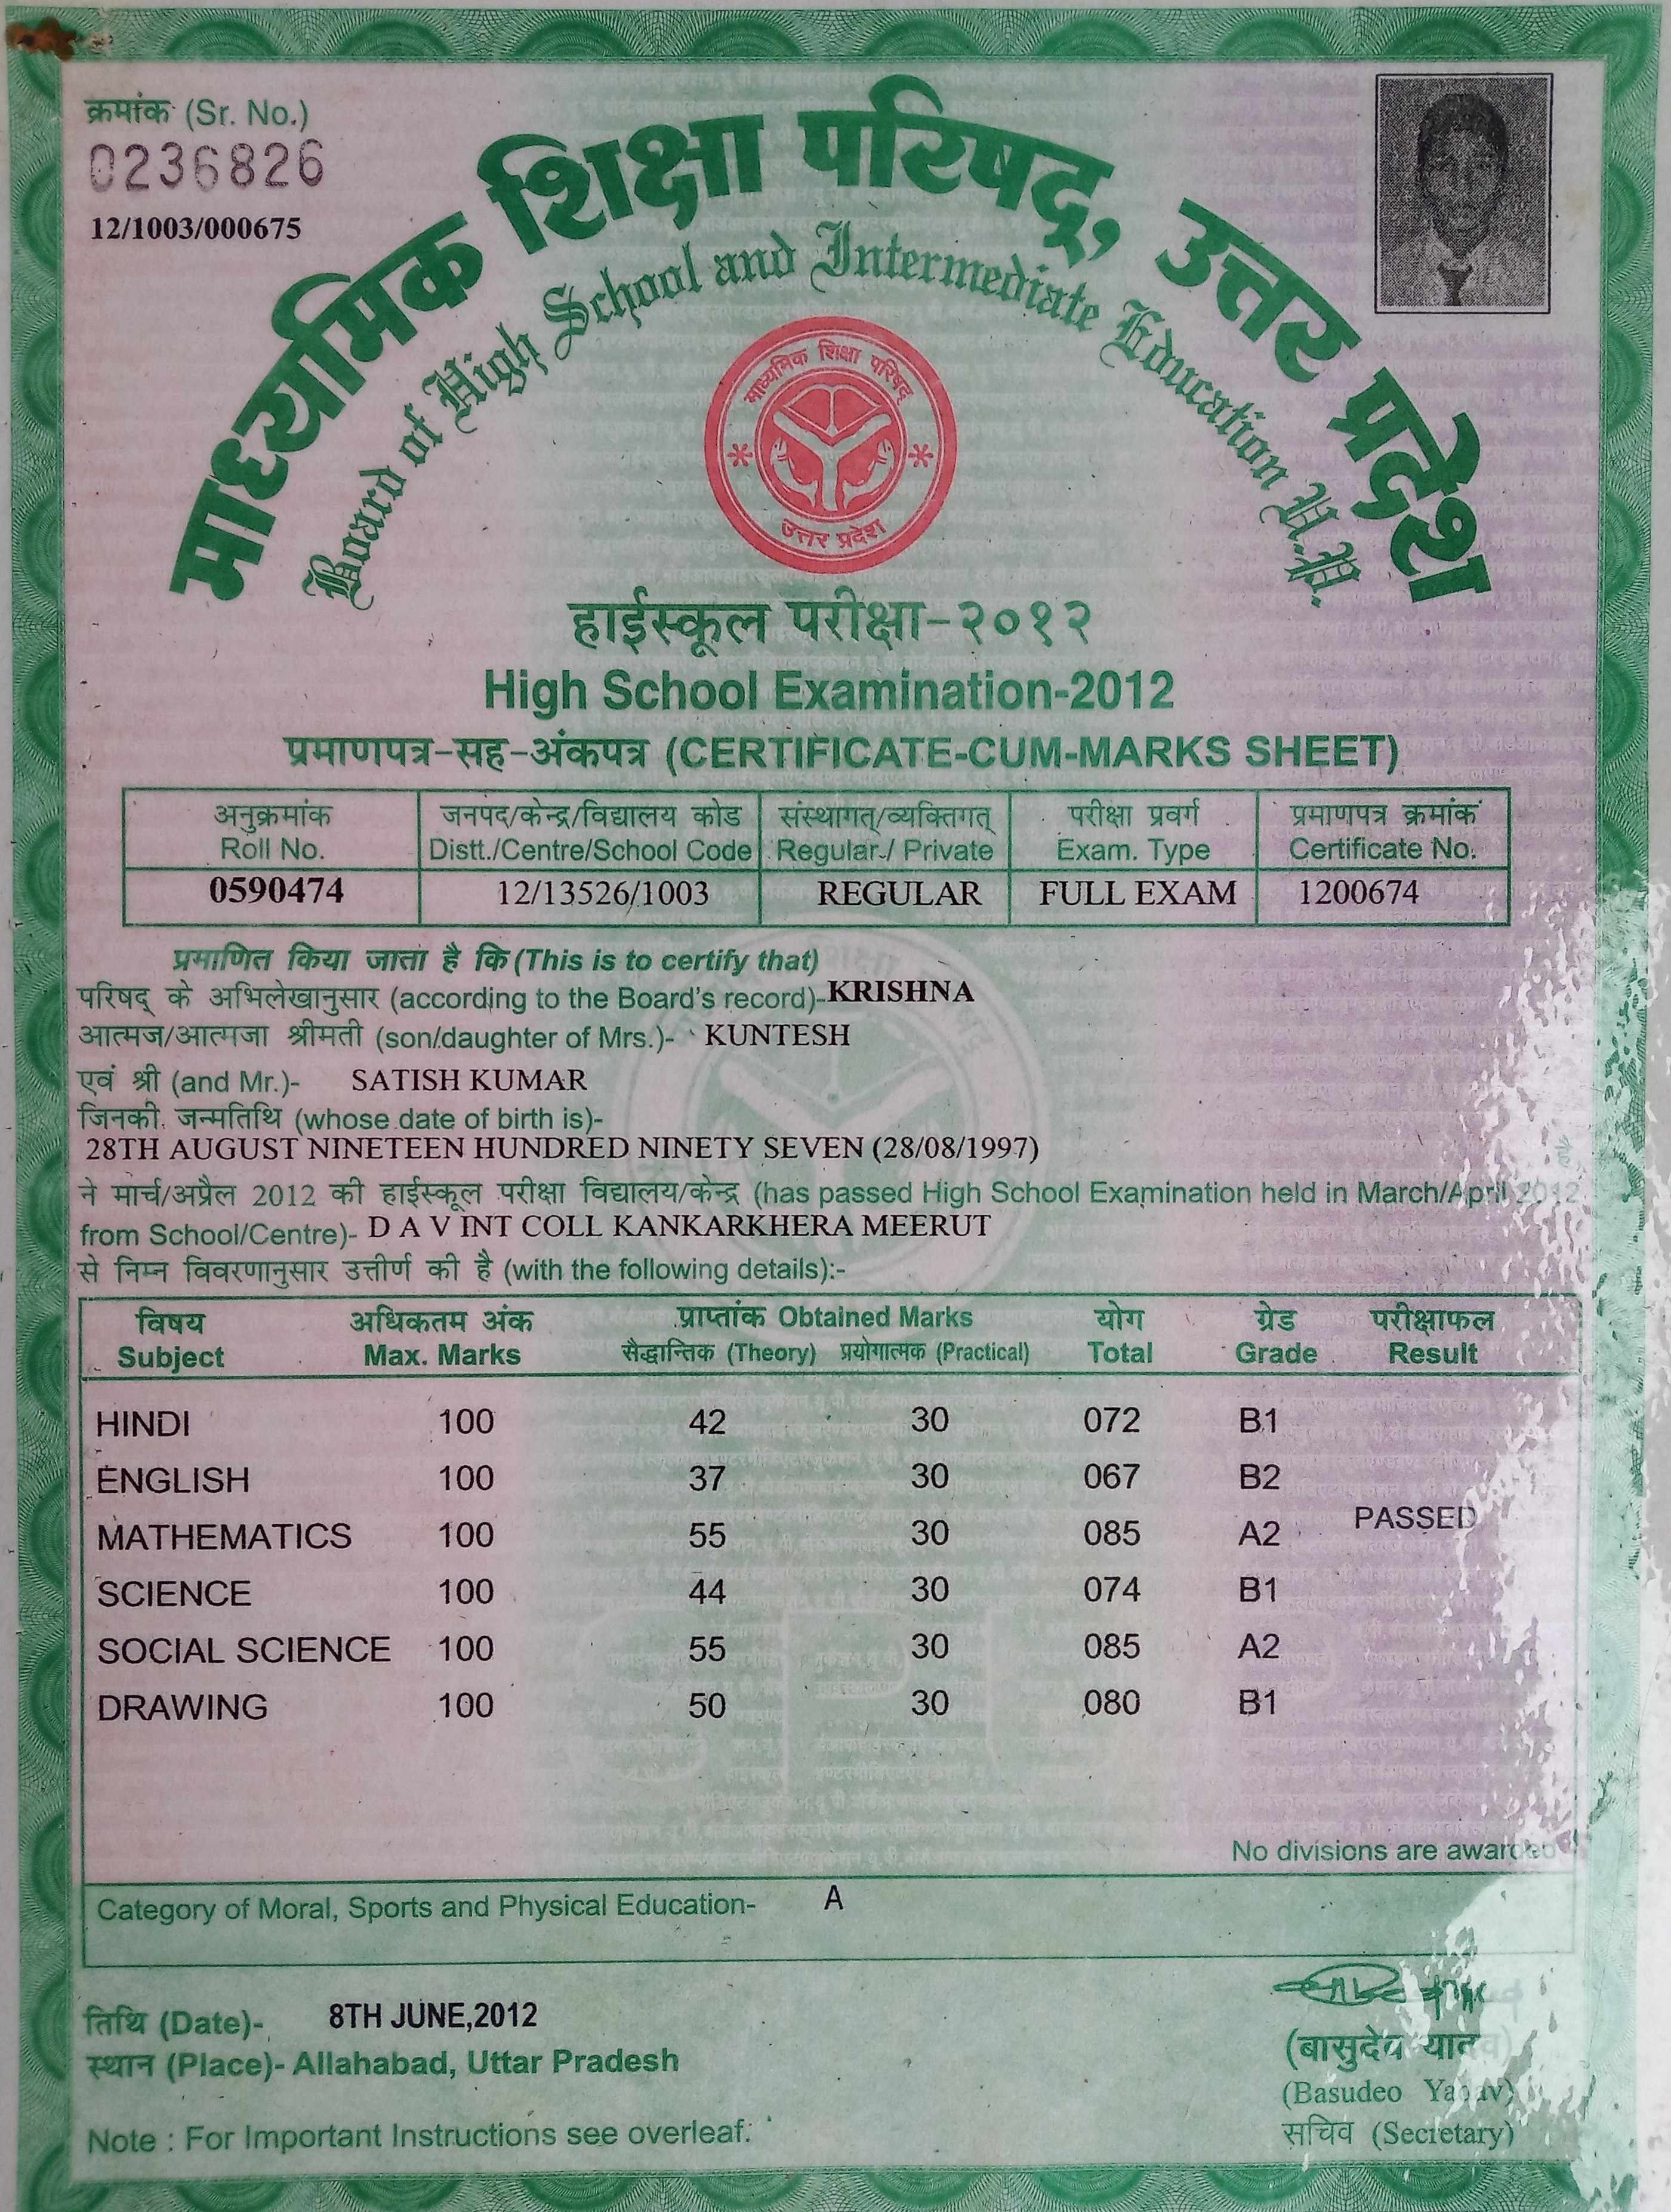 क्रमांक (Sr. No.)
0236826
12/1003/000675
माध्यमिक शिक्षा परिषद्, उत्तर प्रदेश
Board of High School and Intermediate Education U.P.
माध्यमिक शिक्षा परिषद्
उत्तर प्रदेश
हाईस्कूल परीक्षा-२०१२
High School Examination-2012
प्रमाणपत्र-सह-अंकपत्र (CERTIFICATE-CUM-MARKS SHEET)
अनुक्रमांक जनपद/केन्द्र/विद्यालय कोड संस्थागत्/व्यक्तिगत् परीक्षा प्रवर्ग प्रमाणपत्र क्रमांक
Roll No. Distt./Centre/School Code Regular./ Private Exam. Type Certificate No.
0590474 12/13526/1003 REGULAR FULL EXAM 1200674
प्रमाणित किया जाता है कि (This is to certify that)
परिषद् के अभिलेखानुसार (according to the Board's record)- KRISHNA
आत्मज/आत्मजा श्रीमती (son/daughter of Mrs.)- KUNTESH
एवं श्री (and Mr.)- SATISH KUMAR
जिनकी जन्मतिथि (whose date of birth is)-
28TH AUGUST NINETEEN HUNDRED NINETY SEVEN (28/08/1997)
ने मार्च/अप्रैल 2012 की हाईस्कूल परीक्षा विद्यालय/केन्द्र (has passed High School Examination held in March/April 2012
from School/Centre)- D A V INT COLL KANKARKHERA MEERUT
से निम्न विवरणानुसार उत्तीर्ण की है (with the following details):-
विषय अधिकतम अंक प्राप्तांक Obtained Marks योग ग्रेड परीक्षाफल
Subject Max. Marks सैद्धान्तिक (Theory) प्रयोगात्मक (Practical) Total Grade Result
HINDI 100 42 30 072 B1
ENGLISH 100 37 30 067 B2
PASSED
MATHEMATICS 100 55 30 085 A2
SCIENCE 100 44 30 074 B1
SOCIAL SCIENCE 100 55 30 085 A2
DRAWING 100 50 30 080 B1
No divisions are awarded
Category of Moral, Sports and Physical Education- A
तिथि (Date)- 8TH JUNE,2012
स्थान (Place)- Allahabad, Uttar Pradesh
(बासुदेव यादव)
(Basudeo Yadav)
सचिव (Secretary)
Note : For Important Instructions see overleaf.